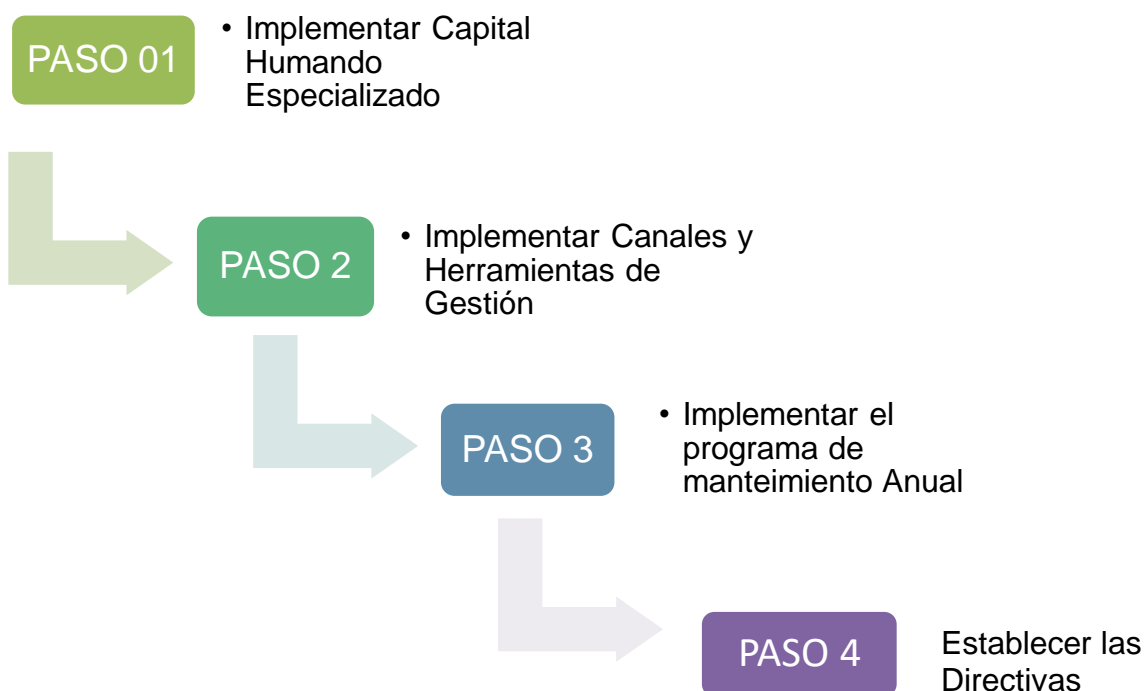 PASO 01
• Implementar Capital
Humando
Especializado
PASO 2
• Implementar Canales y
Herramientas de
Gestión
PASO 3
• Implementar el
programa de
manteimiento Anual
PASO 4
Establecer las
Directivas